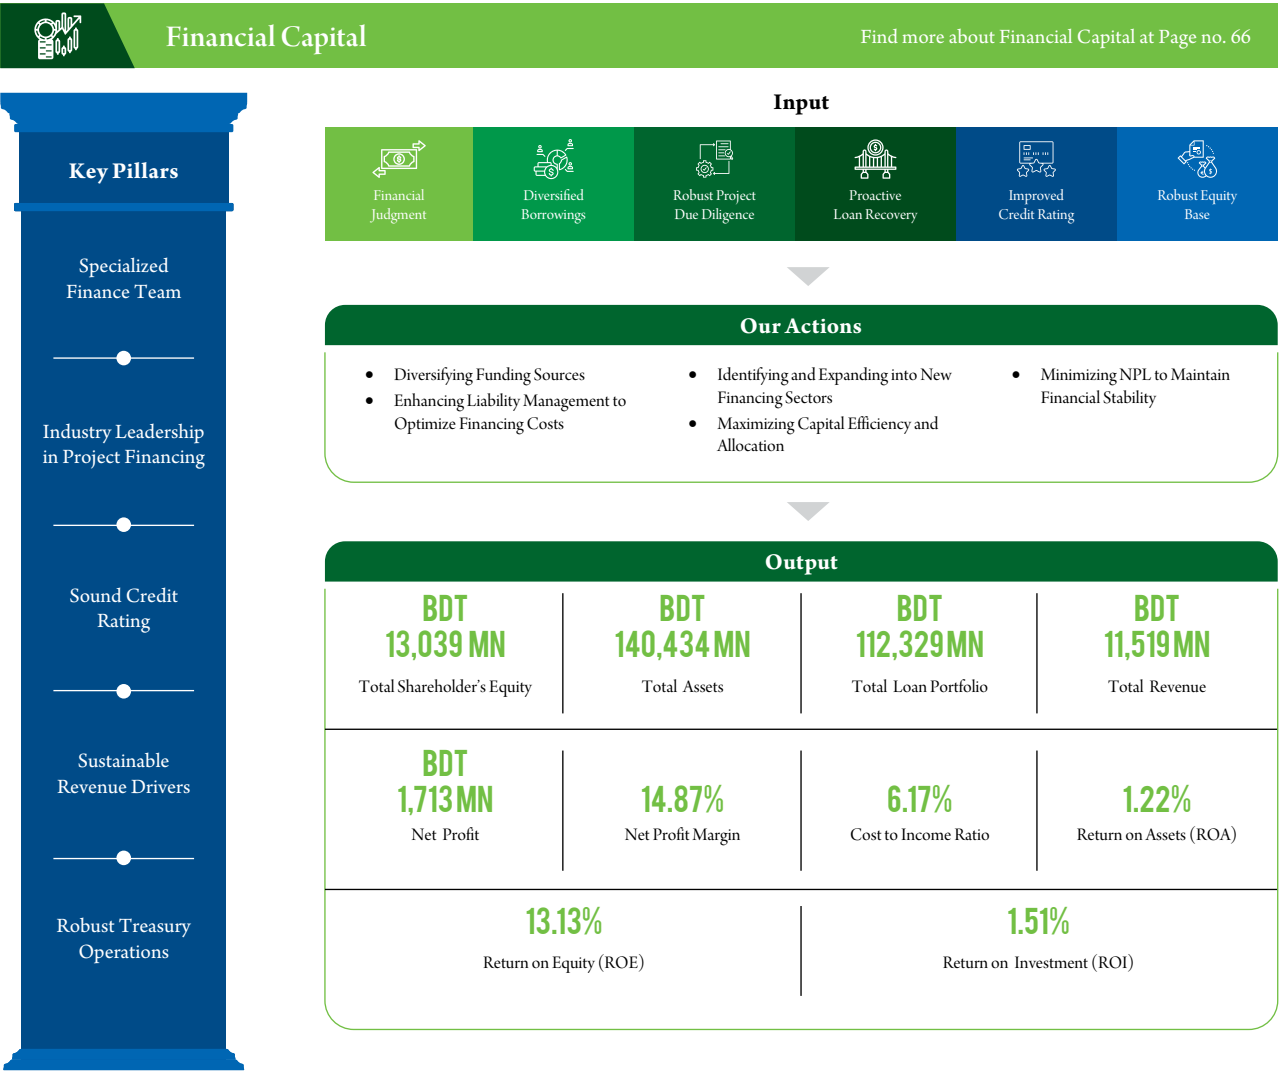 Financial Capital
Find more about Financial Capital at Page no. 66
Key Pillars
Specialized
Finance Team
Industry Leadership
in Project Financing
Sound Credit
Rating
Sustainable
Revenue Drivers
Robust Treasury
Operations
Input
Financial
Judgment
Diversified
Borrowings
Robust Project
Due Diligence
Proactive
Loan Recovery
Improved
Credit Rating
Robust Equity
Base
Our Actions
• Diversifying Funding Sources
• Enhancing Liability Management to
Optimize Financing Costs
• Identifying and Expanding into New
Financing Sectors
• Maximizing Capital Efficiency and
Allocation
• Minimizing NPL to Maintain
Financial Stability
Output
BDT
13,039 MN
Total Shareholder's Equity
BDT
140,434 MN
Total Assets
BDT
112,329 MN
Total Loan Portfolio
BDT
11,519 MN
Total Revenue
BDT
1,713 MN
Net Profit
14.87%
Net Profit Margin
6.17%
Cost to Income Ratio
1.22%
Return on Assets (ROA)
13.13%
Return on Equity (ROE)
1.51%
Return on Investment (ROI)